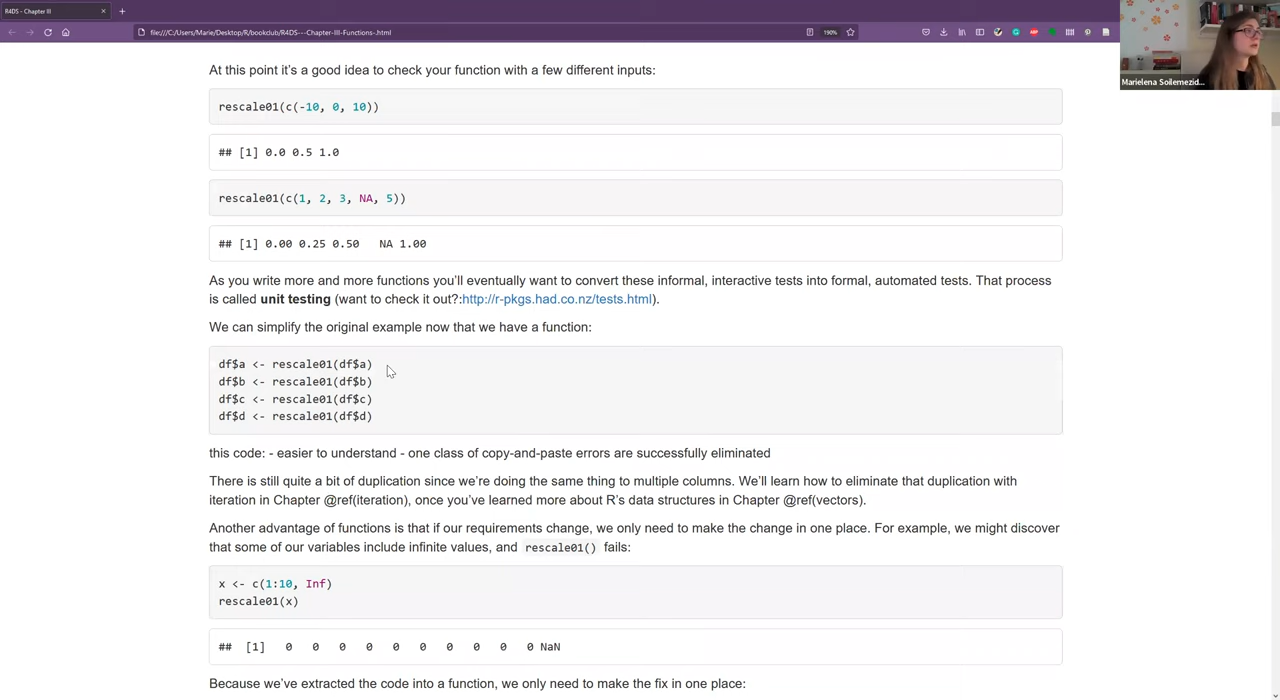 R4DS - Chapter III
file:///C:/Users/Marie/Desktop/R/bookclub/R4DS---Chapter-III-Functions-.html
190%
Marielena Soilemezid...
At this point it's a good idea to check your function with a few different inputs:
rescale01(c(-10, 0, 10))
## [1] 0.0 0.5 1.0
rescale01(c(1, 2, 3, NA, 5))
## [1] 0.00 0.25 0.50   NA 1.00
As you write more and more functions you'll eventually want to convert these informal, interactive tests into formal, automated tests. That process
is called unit testing (want to check it out?:http://r-pkgs.had.co.nz/tests.html).
We can simplify the original example now that we have a function:
df$a <- rescale01(df$a)
df$b <- rescale01(df$b)
df$c <- rescale01(df$c)
df$d <- rescale01(df$d)
this code: - easier to understand - one class of copy-and-paste errors are successfully eliminated
There is still quite a bit of duplication since we're doing the same thing to multiple columns. We'll learn how to eliminate that duplication with
iteration in Chapter @ref(iteration), once you've learned more about R's data structures in Chapter @ref(vectors).
Another advantage of functions is that if our requirements change, we only need to make the change in one place. For example, we might discover
that some of our variables include infinite values, and rescale01() fails:
x <- c(1:10, Inf)
rescale01(x)
##  [1]   0   0   0   0   0   0   0   0   0   0 NaN
Because we've extracted the code into a function, we only need to make the fix in one place: